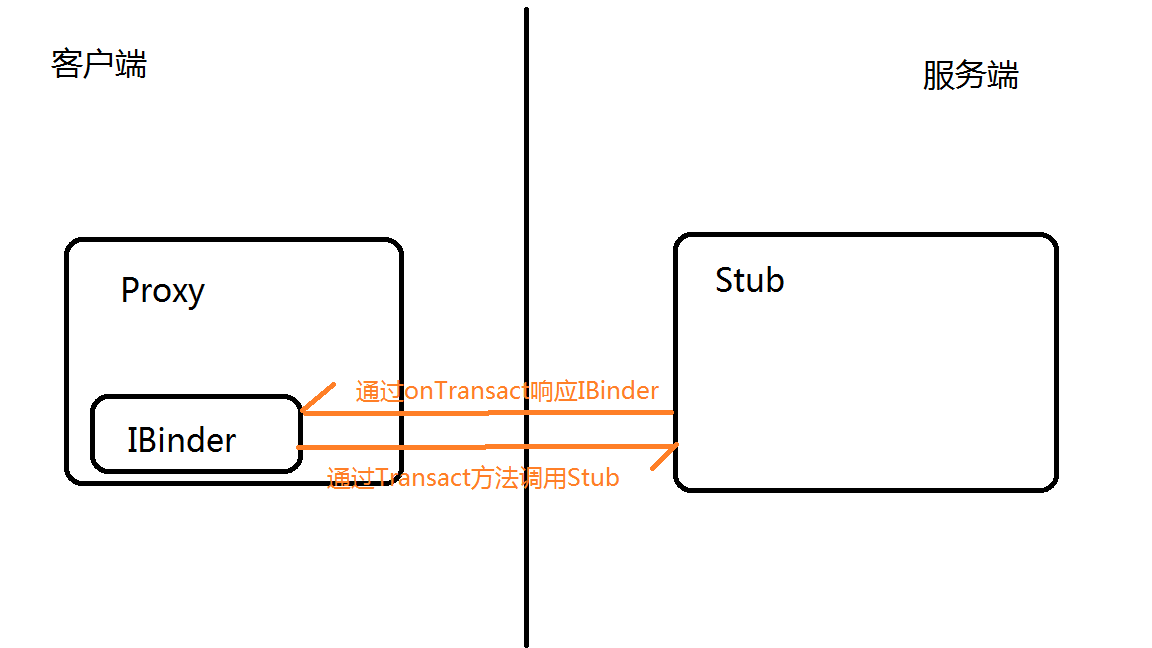 客户端
服务端
Proxy
Stub
通过onTransact响应IBinder
IBinder
通过Transact方法调用Stub